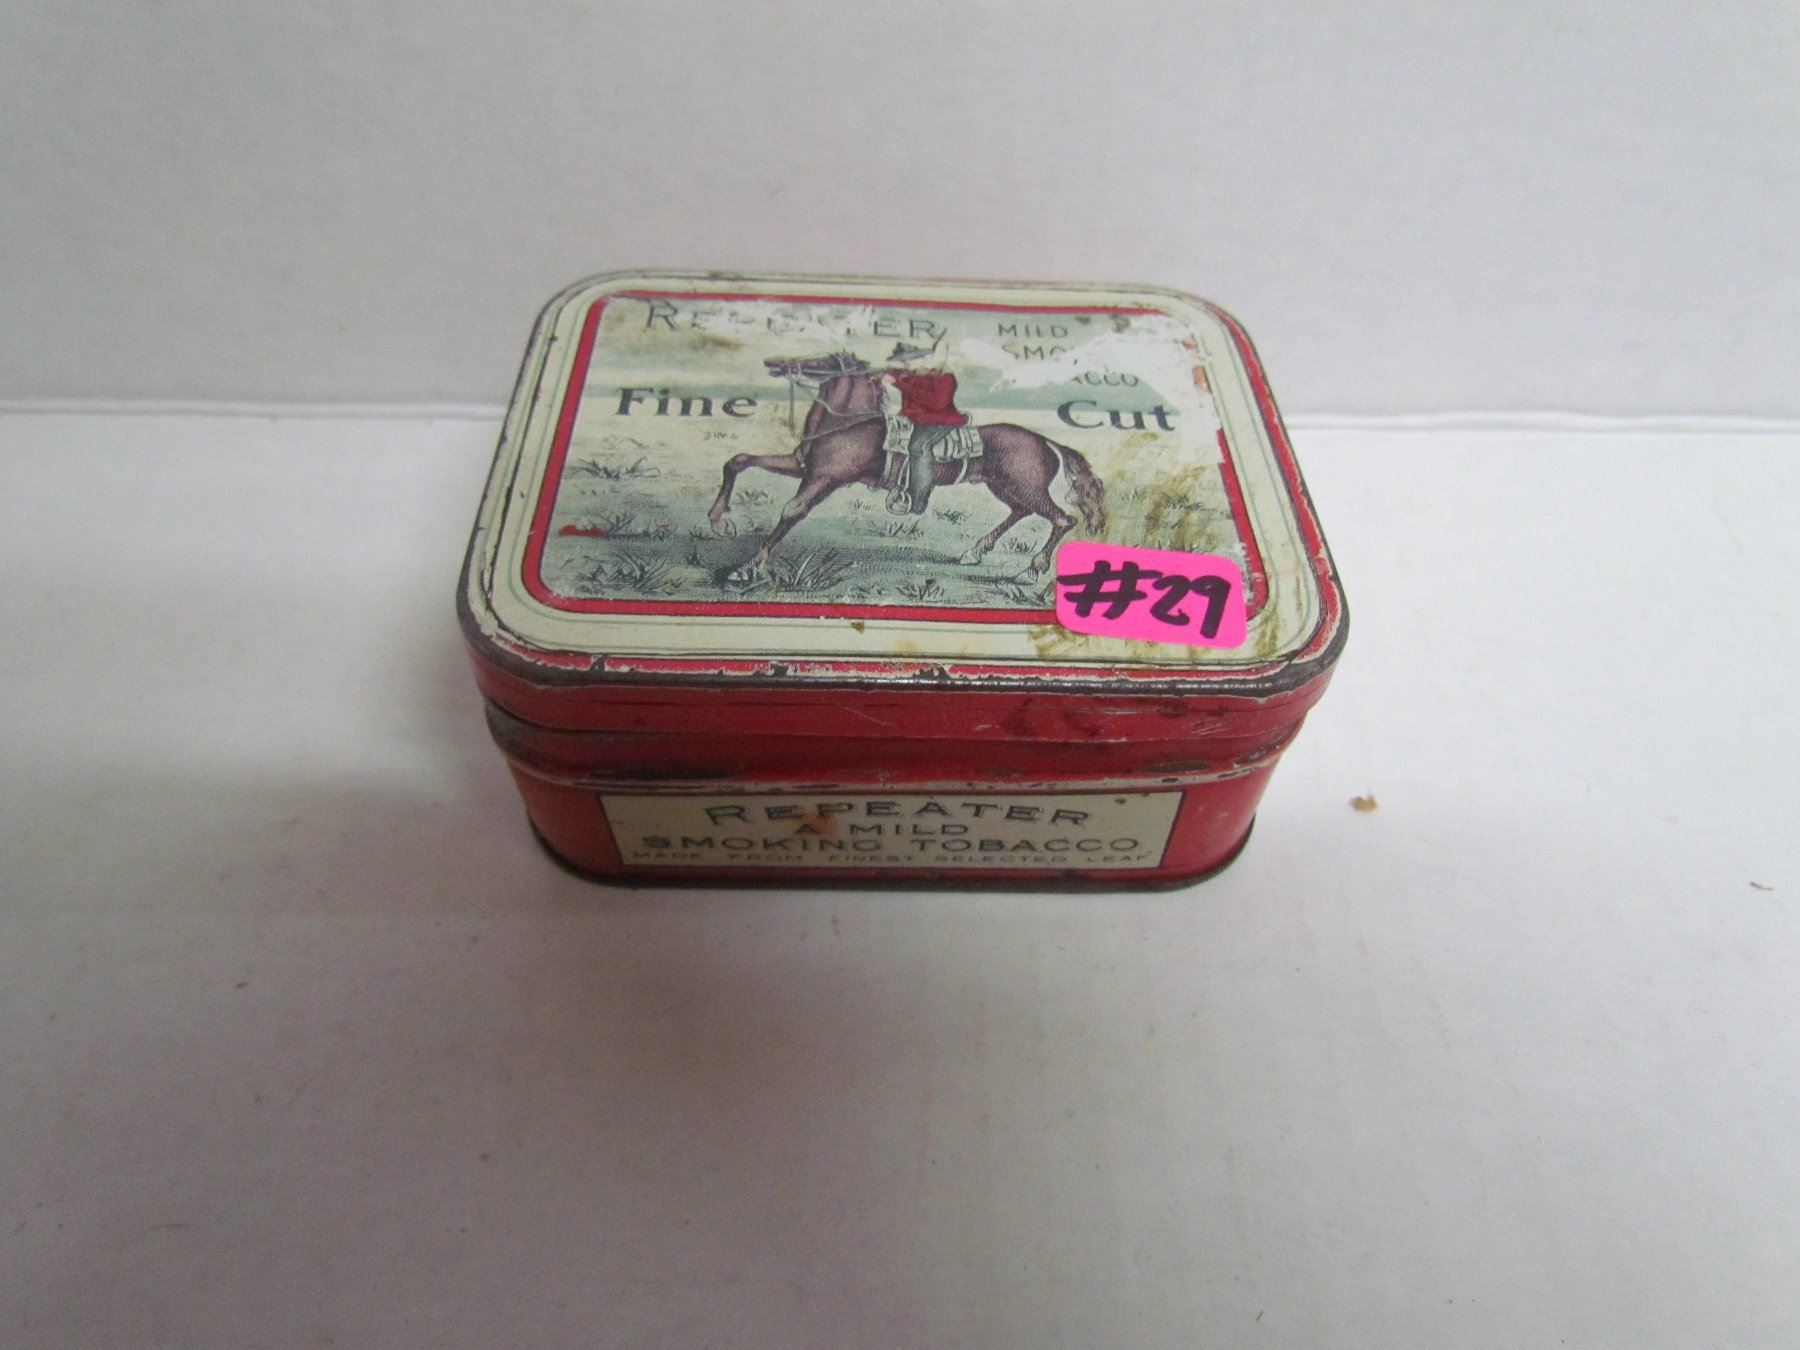 REPEATER
MILD
Fine Cut
#29
REPEATER
A MILD
SMOKING TOBACCO
MADE FROM FINEST SELECTED LEAF